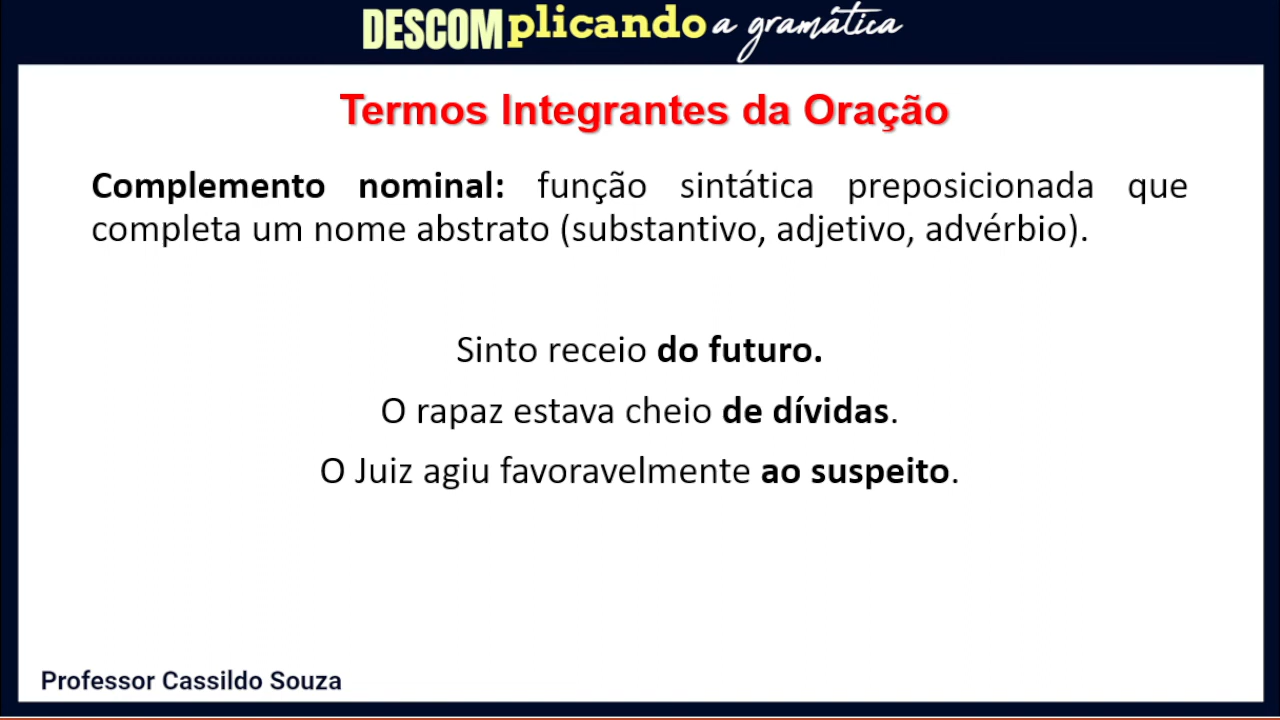 DESCOMplicando a gramática
Termos Integrantes da Oração
Complemento nominal: função sintática preposicionada que
completa um nome abstrato (substantivo, adjetivo, advérbio).
Sinto receio do futuro.
O rapaz estava cheio de dívidas.
O Juiz agiu favoravelmente ao suspeito.
Professor Cassildo Souza